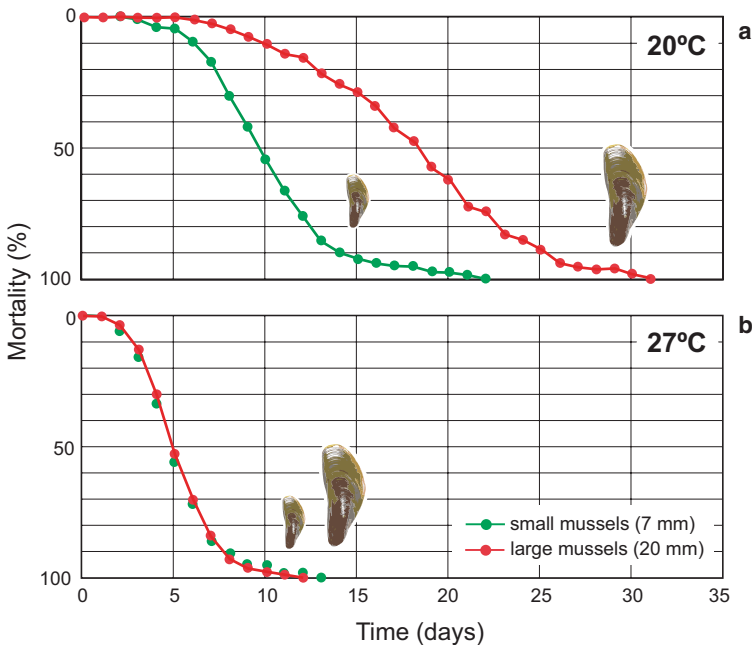 0
50
100
20ºC
a
Mortality (%)
0
50
100
27ºC
b
small mussels (7 mm)
large mussels (20 mm)
0 5 10 15 20 25 30 35
Time (days)